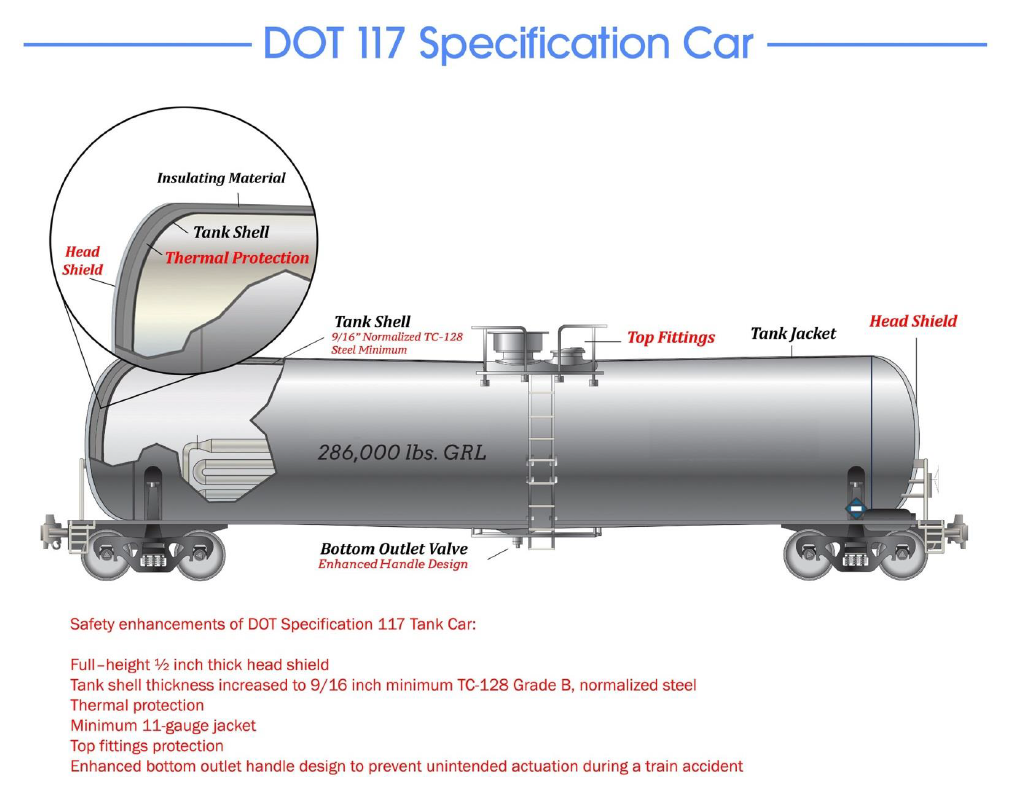 DOT 117 Specification Car
Insulating Material
Tank Shell
Thermal Protection
Head
Shield
Tank Shell
9/16" Normalized TC-128
Steel Minimum
Top Fittings
Tank Jacket
Head Shield
286,000 lbs. GRL
Bottom Outlet Valve
Enhanced Handle Design
Safety enhancements of DOT Specification 117 Tank Car:
Full-height ½ inch thick head shield
Tank shell thickness increased to 9/16 inch minimum TC-128 Grade B, normalized steel
Thermal protection
Minimum 11-gauge jacket
Top fittings protection
Enhanced bottom outlet handle design to prevent unintended actuation during a train accident